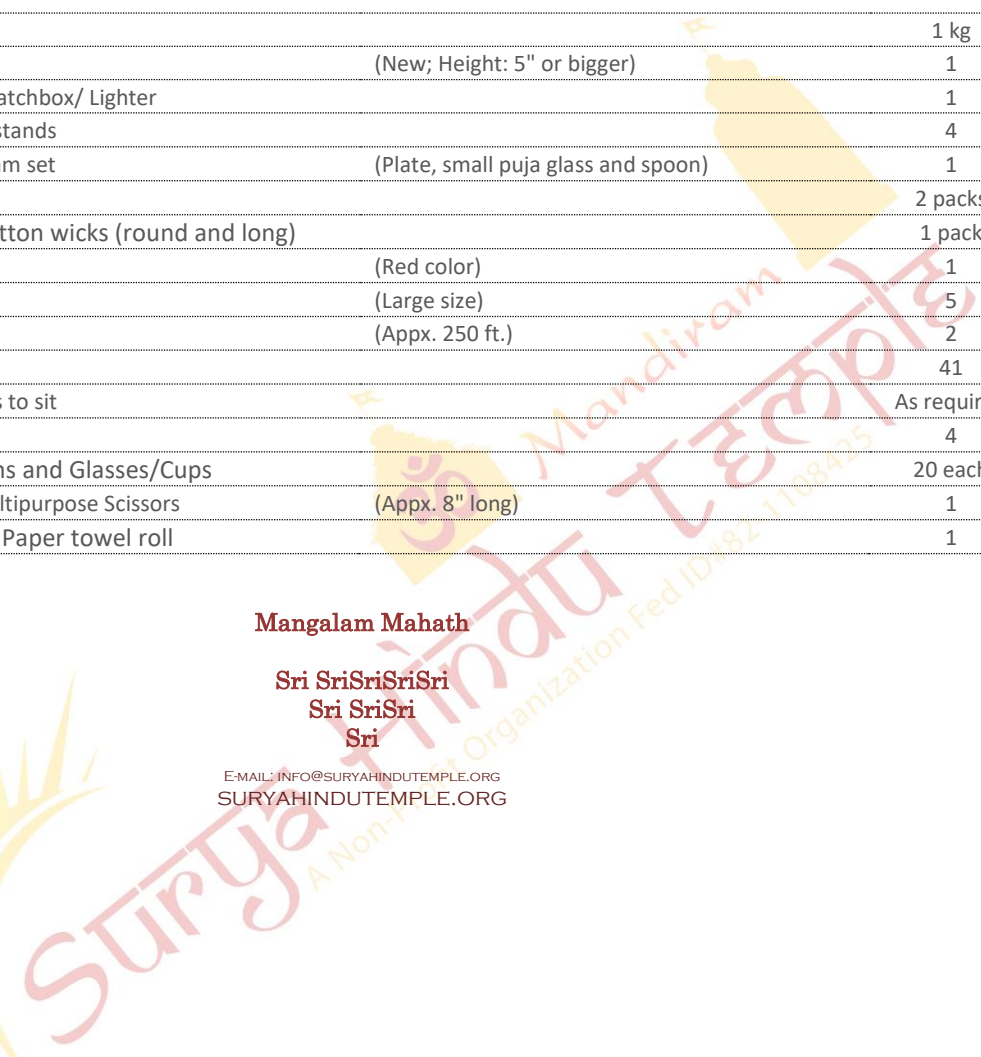 1 kg
(New; Height: 5" or bigger) 1
atchbox/ Lighter 1
stands 4
am set (Plate, small puja glass and spoon) 1
2 packs
tton wicks (round and long) 1 pack
(Red color) 1
(Large size) 5
(Appx. 250 ft.) 2
41
s to sit As requir
4
ns and Glasses/Cups 20 each
ltipurpose Scissors (Appx. 8" long) 1
Paper towel roll 1
Mangalam Mahath
Sri SriSriSriSri
Sri SriSri
Sri
E-MAIL: INFO@SURYAHINDUTEMPLE.ORG
SURYAHINDUTEMPLE.ORG
ॐ Mandiram
Surya Hindu Temple
A Non-Profit Organization Fed ID#82-1108425